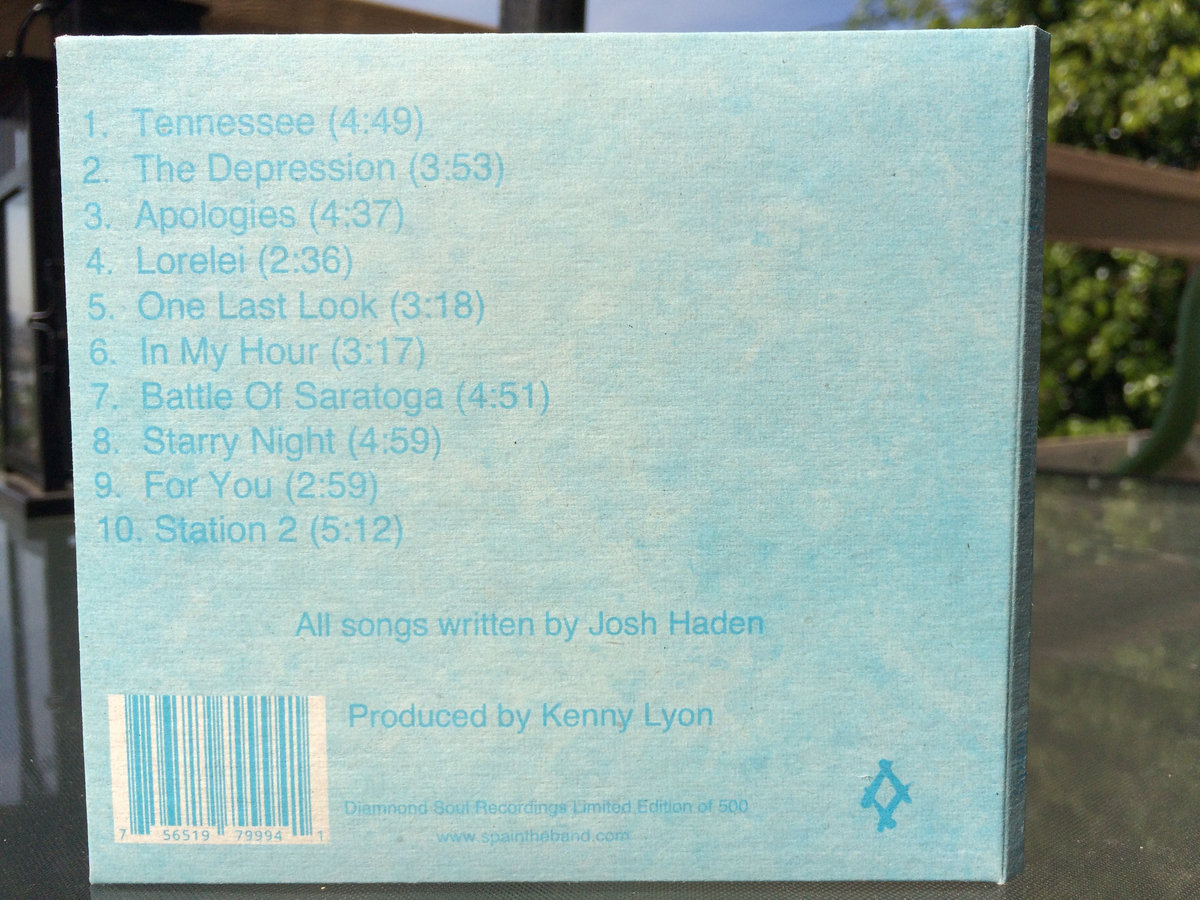 1. Tennessee (4:49)
2. The Depression (3:53)
3. Apologies (4:37)
4. Lorelei (2:36)
5. One Last Look (3:18)
6. In My Hour (3:17)
7. Battle Of Saratoga (4:51)
8. Starry Night (4:59)
9. For You (2:59)
10. Station 2 (5:12)
All songs written by Josh Haden
Produced by Kenny Lyon
Diamnond Soul Recordings Limited Edition of 500
www.spaintheband.com
7 56519 79994 1